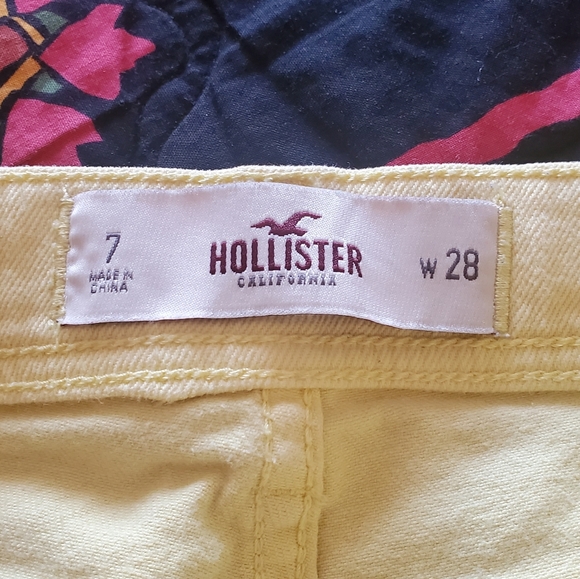 7
MADE IN
CHINA
HOLLISTER
CALIFORNIA
W 28